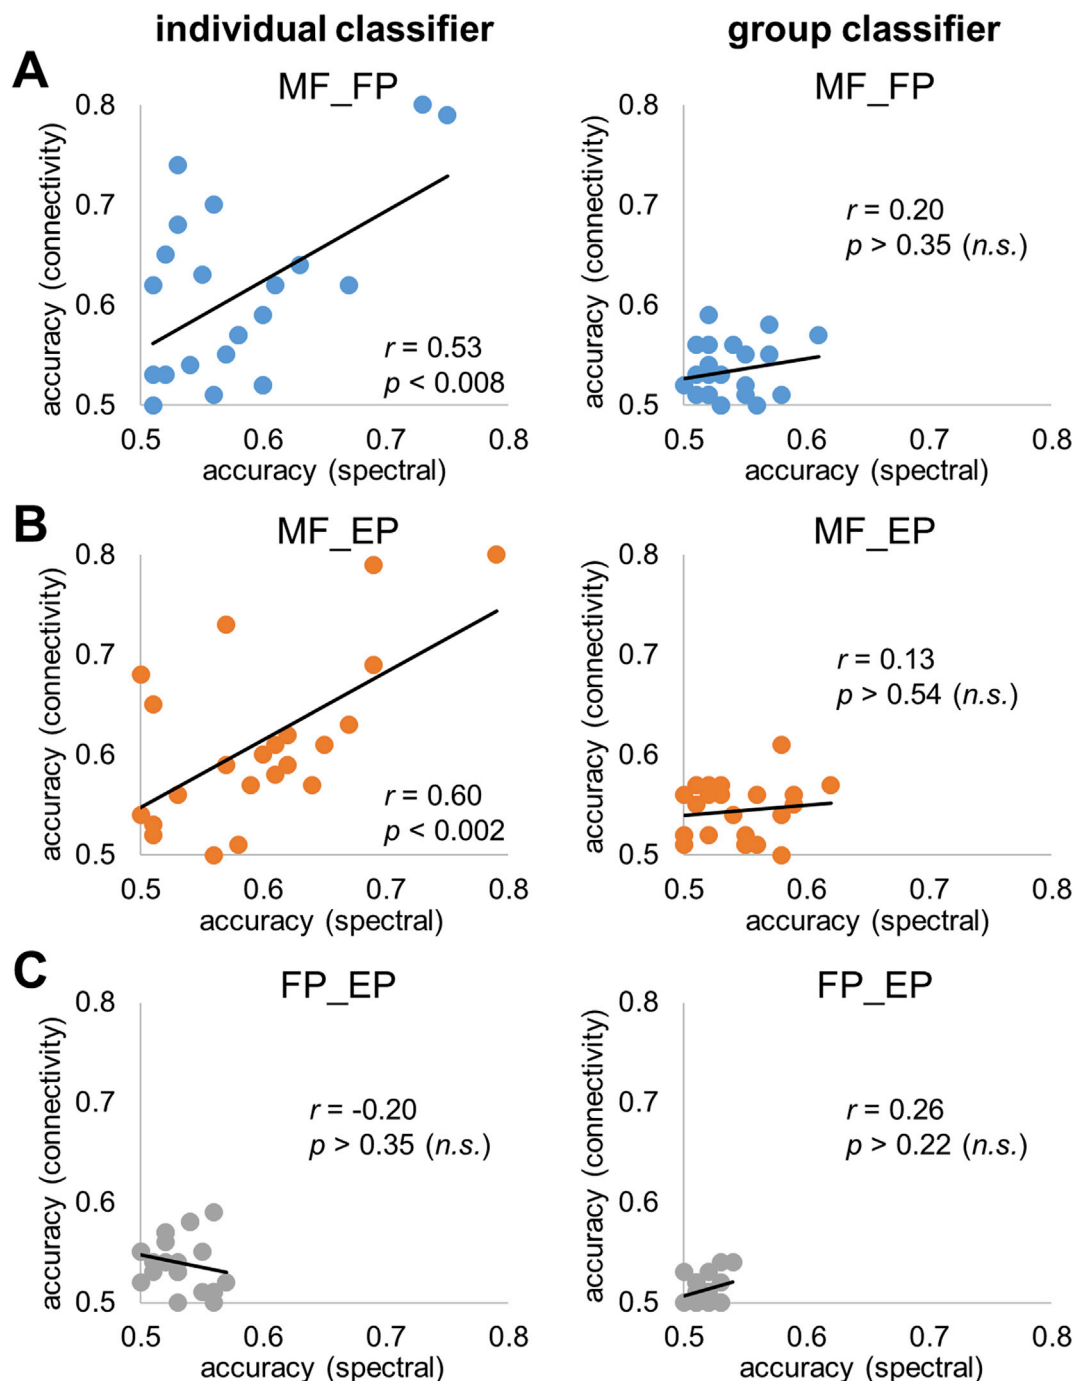 individual classifier
group classifier
A
MF_FP
0.8
0.7
0.6
0.5
accuracy (connectivity)
r = 0.53
p < 0.008
0.5 0.6 0.7 0.8
accuracy (spectral)
MF_FP
0.8
0.7
0.6
0.5
accuracy (connectivity)
r = 0.20
p > 0.35 (n.s.)
0.5 0.6 0.7 0.8
accuracy (spectral)
B
MF_EP
0.8
0.7
0.6
0.5
accuracy (connectivity)
r = 0.60
p < 0.002
0.5 0.6 0.7 0.8
accuracy (spectral)
MF_EP
0.8
0.7
0.6
0.5
accuracy (connectivity)
r = 0.13
p > 0.54 (n.s.)
0.5 0.6 0.7 0.8
accuracy (spectral)
C
FP_EP
0.8
0.7
0.6
0.5
accuracy (connectivity)
r = -0.20
p > 0.35 (n.s.)
0.5 0.6 0.7 0.8
accuracy (spectral)
FP_EP
0.8
0.7
0.6
0.5
accuracy (connectivity)
r = 0.26
p > 0.22 (n.s.)
0.5 0.6 0.7 0.8
accuracy (spectral)